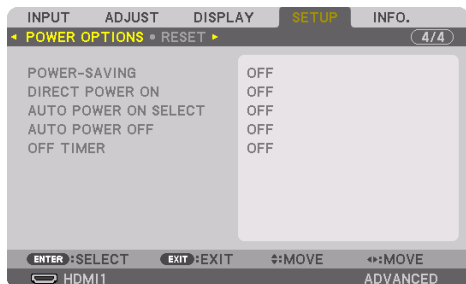 INPUT ADJUST DISPLAY SETUP INFO.
POWER OPTIONS • RESET 4/4
POWER-SAVING OFF
DIRECT POWER ON OFF
AUTO POWER ON SELECT OFF
AUTO POWER OFF OFF
OFF TIMER OFF
ENTER :SELECT EXIT :EXIT :MOVE :MOVE
HDMI1 ADVANCED